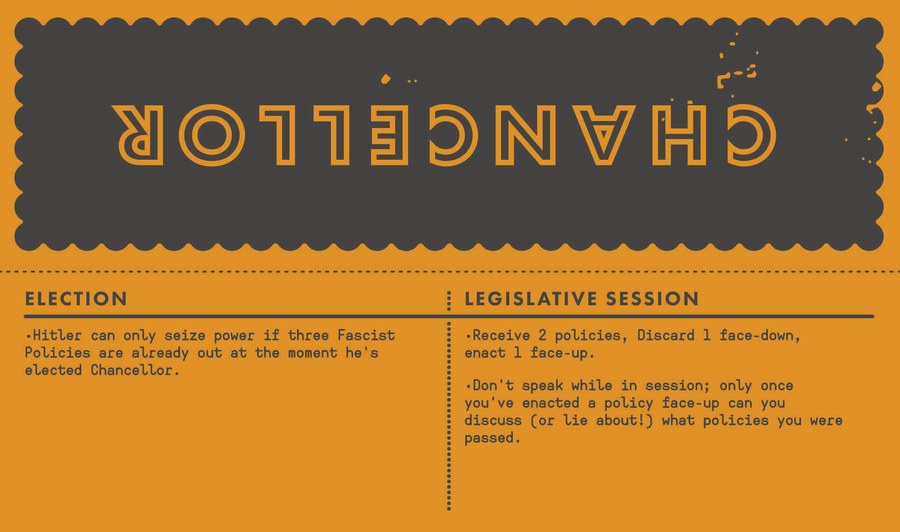 CHANCELLOR
ELECTION
•Hitler can only seize power if three Fascist
Policies are already out at the moment he's
elected Chancellor.
LEGISLATIVE SESSION
•Receive 2 policies, Discard 1 face-down,
enact 1 face-up.
•Don't speak while in session; only once
you've enacted a policy face-up can you
discuss (or lie about!) what policies you were
passed.